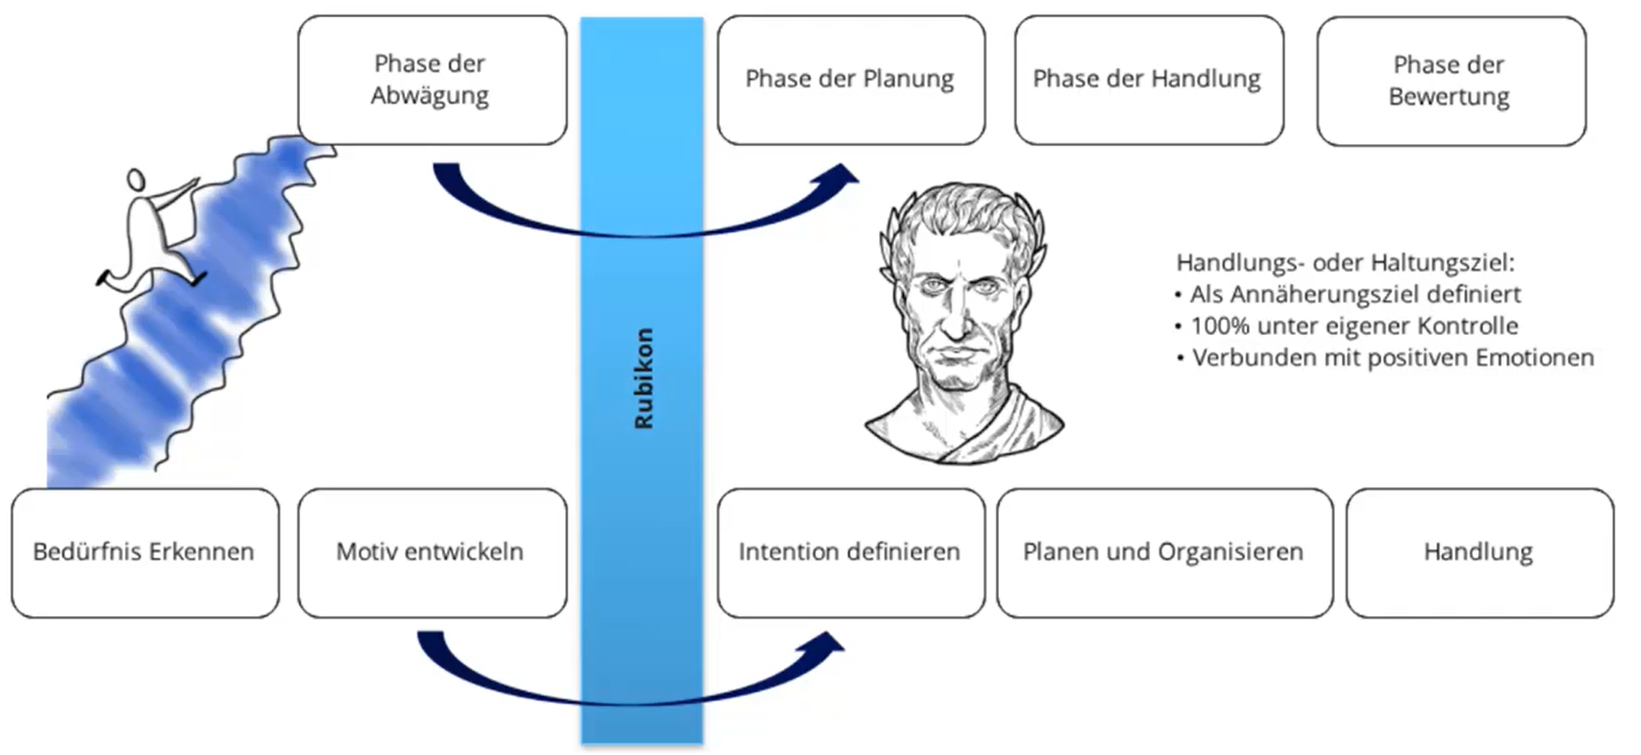 Phase der
Abwägung
Phase der Planung
Phase der Handlung
Phase der
Bewertung
Rubikon
Handlungs- oder Haltungsziel:
• Als Annäherungsziel definiert
• 100% unter eigener Kontrolle
• Verbunden mit positiven Emotionen
Bedürfnis Erkennen
Motiv entwickeln
Intention definieren
Planen und Organisieren
Handlung